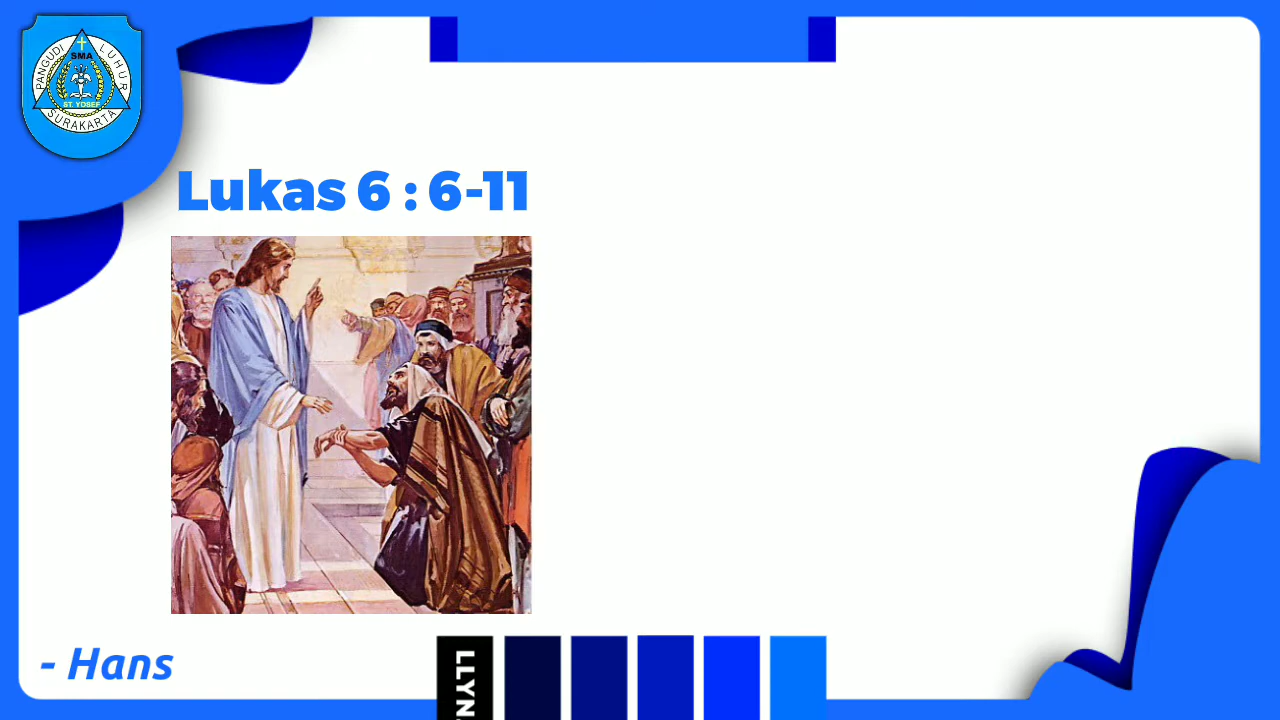 PANGUDI LUHUR
SMA
ST. YOSEF
SURAKARTA
Lukas 6 : 6-11
- Hans
LLYN